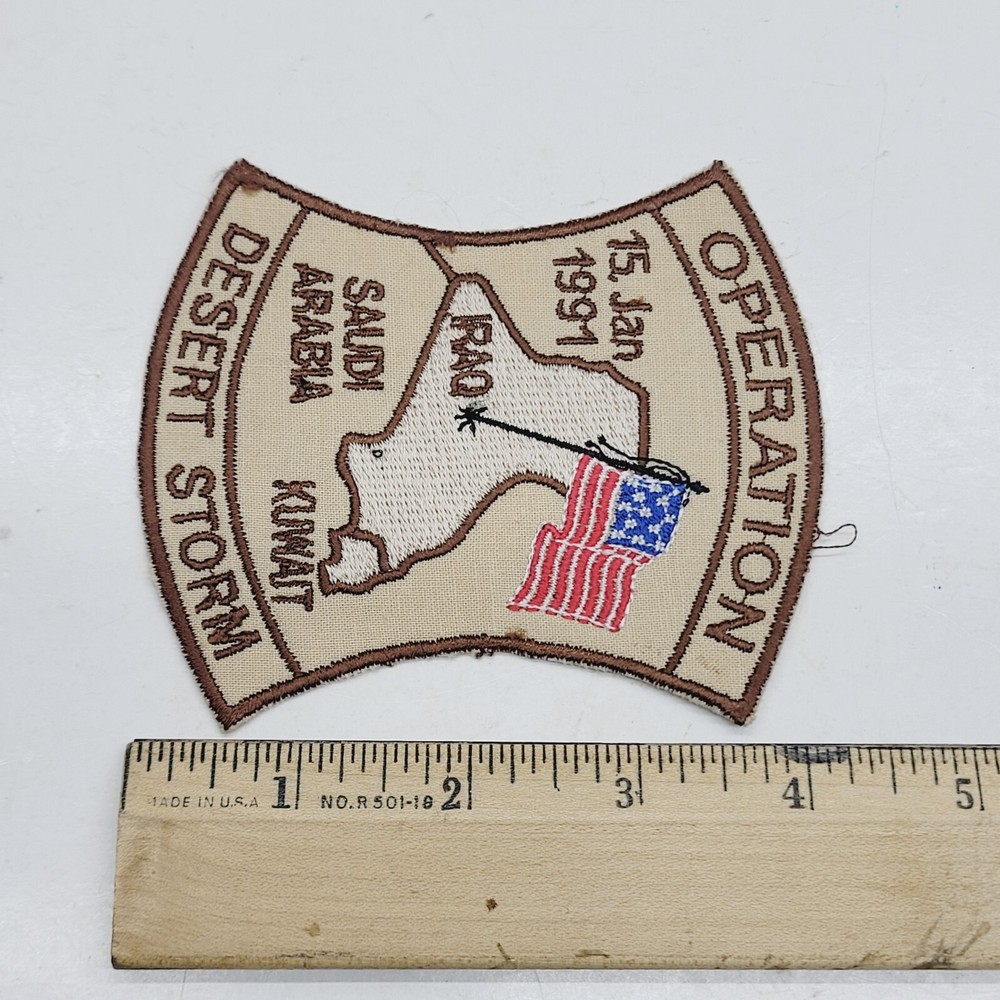 OPERATION
15. Jan
1991
IRAQ
SAUDI
ARABIA
KUWAIT
DESERT STORM
MADE IN U.S.A
1
NO.R501-18
2
3
4
5